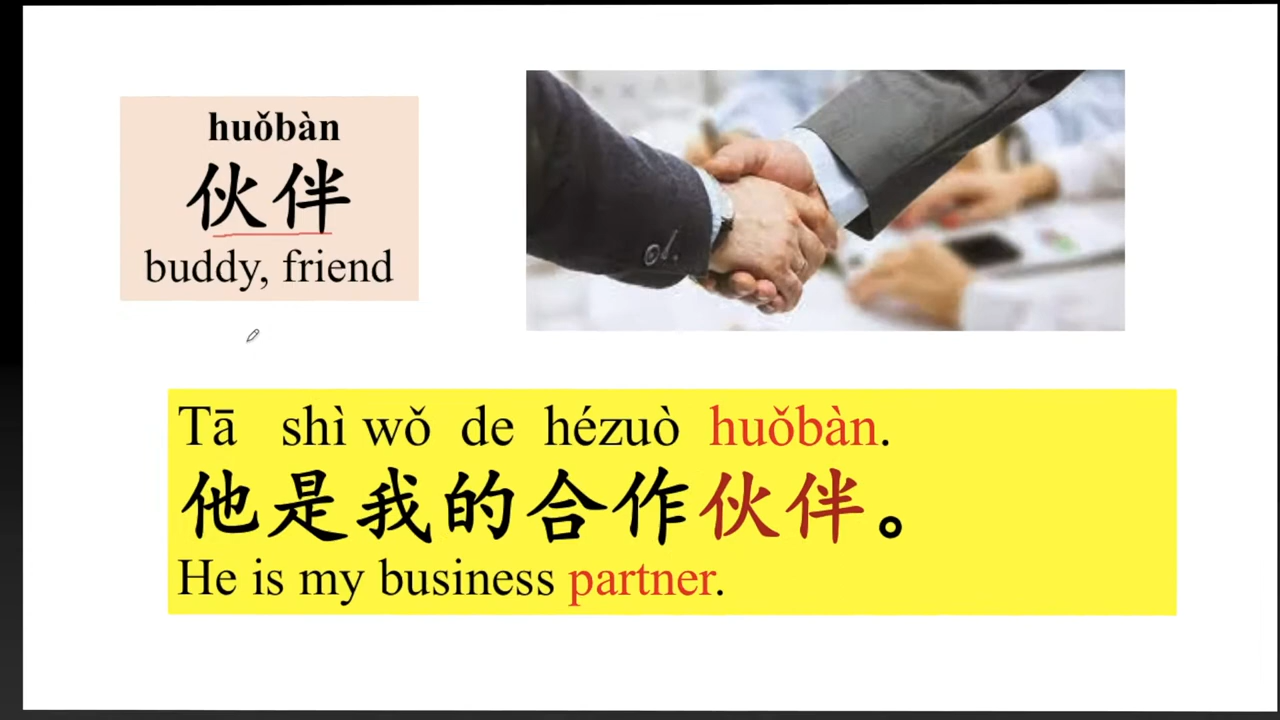 huǒbàn
伙伴
buddy, friend
Tā shì wǒ de hézuò huǒbàn.
他是我的合作伙伴。
He is my business partner.